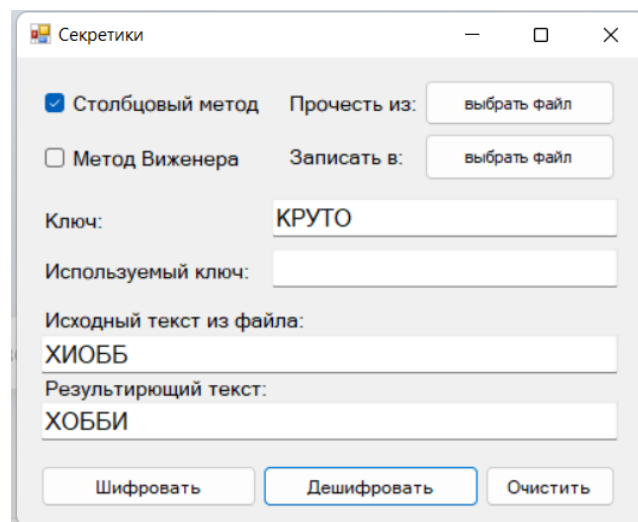 Секретики
Столбцовый метод Прочесть из: выбрать файл
Метод Виженера Записать в: выбрать файл
Ключ: КРУТО
Используемый ключ:
Исходный текст из файла:
ХИОББ
Результирющий текст:
ХОББИ
Шифровать Дешифровать Очистить